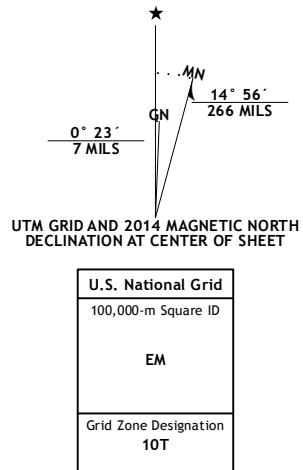 ★
MN
GN
14° 56´
266 MILS
0° 23´
7 MILS
UTM GRID AND 2014 MAGNETIC NORTH
DECLINATION AT CENTER OF SHEET
U.S. National Grid
100,000-m Square ID
EM
Grid Zone Designation
10T